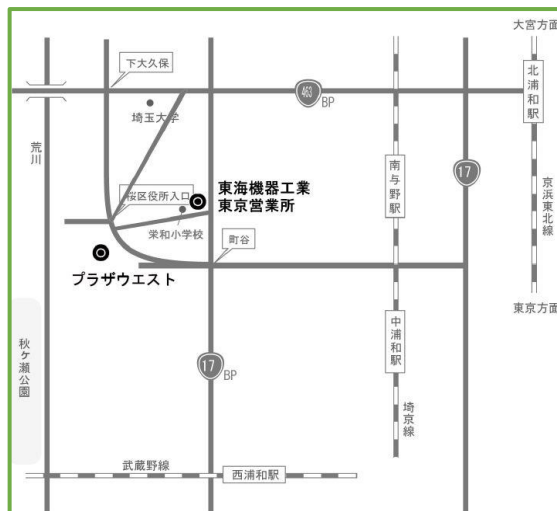 大宮方面
下大久保
463
BP
北浦和駅
埼玉大学
荒川
南与野駅
17
京浜東北線
桜区役所入口
東海機器工業
東京営業所
栄和小学校
町谷
プラザウエスト
東京方面
秋ヶ瀬公園
中浦和駅
17
BP
埼京線
武蔵野線
西浦和駅